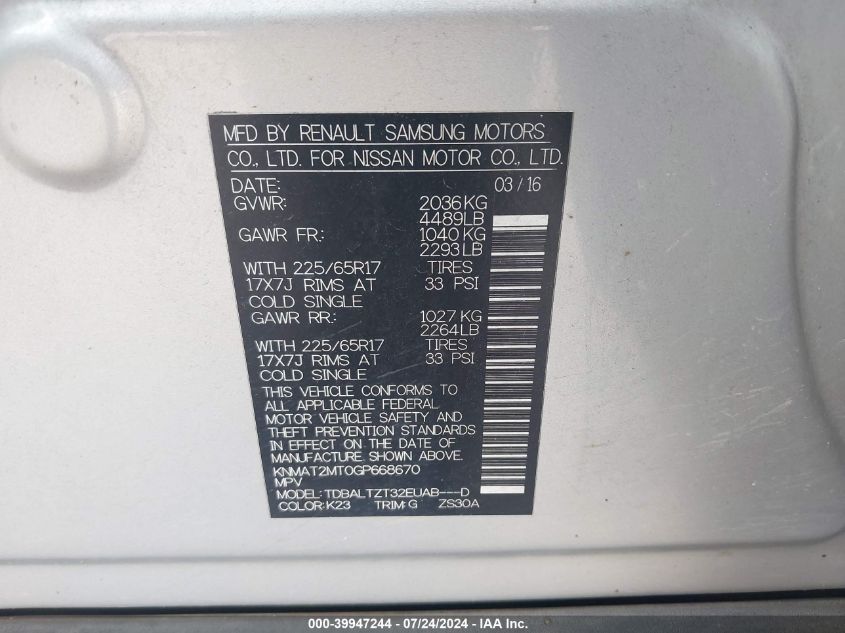 MFD BY RENAULT SAMSUNG MOTORS
CO., LTD. FOR NISSAN MOTOR CO., LTD.
DATE: 03/16
GVWR: 2036KG
4489LB
GAWR FR.: 1040KG
2293LB
WITH 225/65R17 TIRES
17X7J RIMS AT 33 PSI
COLD SINGLE
GAWR RR.: 1027 KG
2264LB
WITH 225/65R17 TIRES
17X7J RIMS AT 33 PSI
COLD SINGLE
THIS VEHICLE CONFORMS TO
ALL APPLICABLE FEDERAL
MOTOR VEHICLE SAFETY AND
THEFT PREVENTION STANDARDS
IN EFFECT ON THE DATE OF
MANUFACTURE SHOWN ABOVE.
KNMAT2MT0GP668670
MPV
MODEL: TDBALTZT32EUAB---D
COLOR:K23 TRIM:G ZS30A
000-39947244 - 07/24/2024 - IAA Inc.